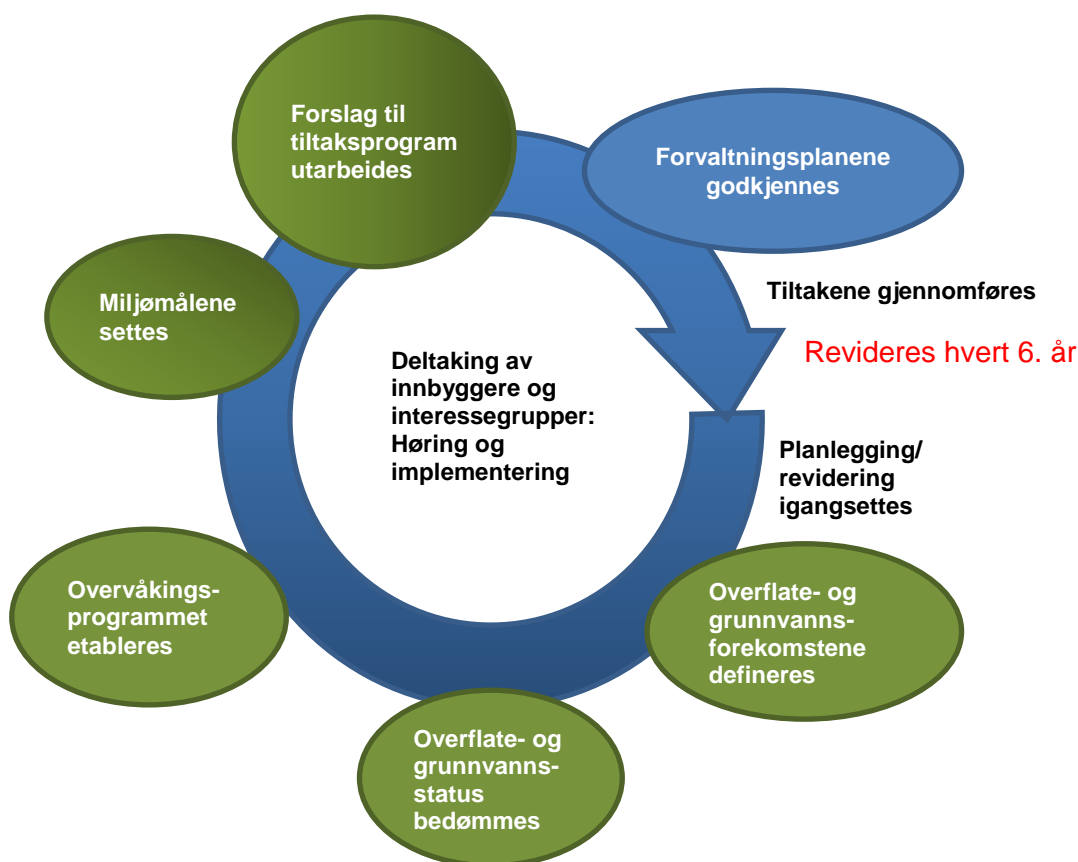 Forslag til
tiltaksprogram
utarbeides
Forvaltningsplanene
godkjennes
Miljømålene
settes
Tiltakene gjennomføres
Revideres hvert 6. år
Deltaking av
innbyggere og
interessegrupper:
Høring og
implementering
Planlegging/
revidering
igangsettes
Overvåkings-
programmet
etableres
Overflate- og
grunnvanns-
forekomstene
defineres
Overflate- og
grunnvanns-
status
bedømmes